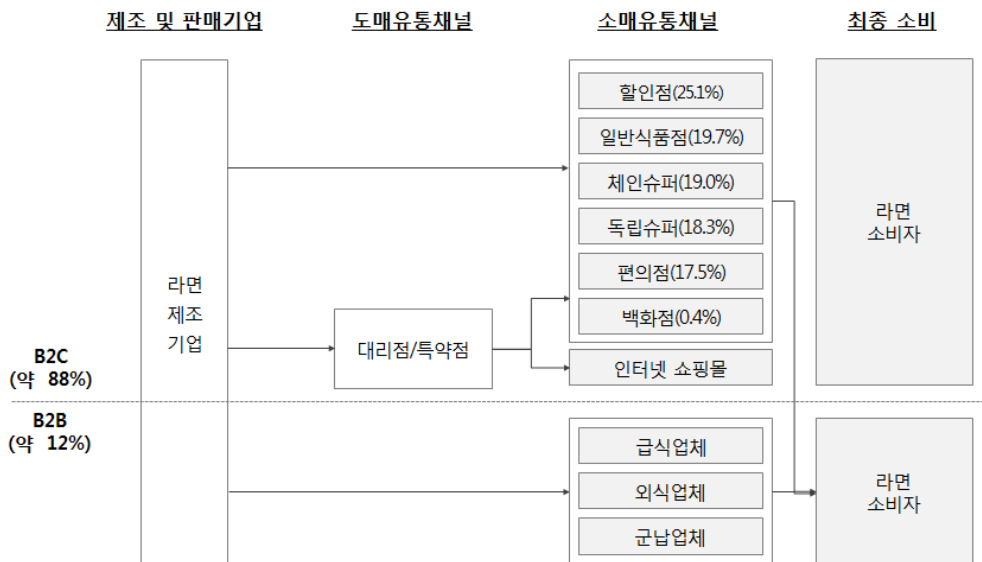 제조 및 판매기업
도매유통채널
소매유통채널
최종 소비
할인점(25.1%)
일반식품점(19.7%)
체인슈퍼(19.0%)
독립슈퍼(18.3%)
편의점(17.5%)
백화점(0.4%)
인터넷 쇼핑몰
라면
제조
기업
대리점/특약점
라면
소비자
B2C
(약 88%)
B2B
(약 12%)
급식업체
외식업체
군납업체
라면
소비자